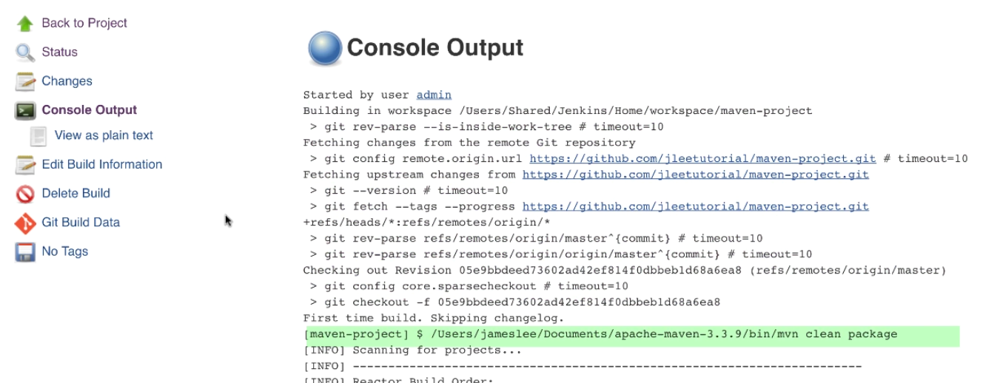 Back to Project
Status
Changes
Console Output
View as plain text
Edit Build Information
Delete Build
Git Build Data
No Tags
Console Output
Started by user admin
Building in workspace /Users/Shared/Jenkins/Home/workspace/maven-project
 > git rev-parse --is-inside-work-tree # timeout=10
Fetching changes from the remote Git repository
 > git config remote.origin.url https://github.com/jleetutorial/maven-project.git # timeout=10
Fetching upstream changes from https://github.com/jleetutorial/maven-project.git
 > git --version # timeout=10
 > git fetch --tags --progress https://github.com/jleetutorial/maven-project.git
+refs/heads/*:refs/remotes/origin/*
 > git rev-parse refs/remotes/origin/master^{commit} # timeout=10
 > git rev-parse refs/remotes/origin/origin/master^{commit} # timeout=10
Checking out Revision 05e9bbdeed73602ad42ef814f0dbbeb1d68a6ea8 (refs/remotes/origin/master)
 > git config core.sparsecheckout # timeout=10
 > git checkout -f 05e9bbdeed73602ad42ef814f0dbbeb1d68a6ea8
First time build. Skipping changelog.
[maven-project] $ /Users/jameslee/Documents/apache-maven-3.3.9/bin/mvn clean package
[INFO] Scanning for projects...
[INFO] ------------------------------------------------------------------------
[INFO] Reactor Build Order: